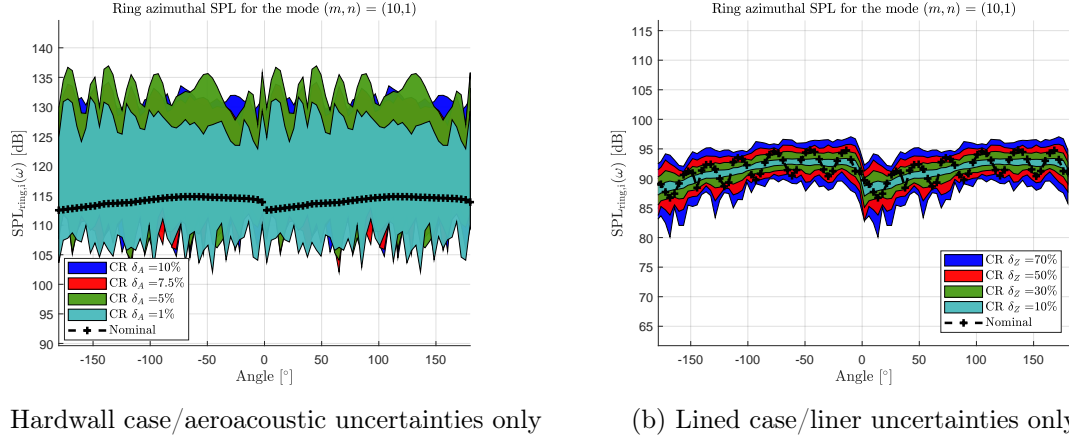 Ring azimuthal SPL for the mode (m, n) = (10,1)
SPL_ring,i(ω) [dB]
140
135
130
125
120
115
110
105
100
95
90
CR δ_A =10%
CR δ_A =7.5%
CR δ_A =5%
CR δ_A =1%
Nominal
-150
-100
-50
0
50
100
150
Angle [°]
Hardwall case/aeroacoustic uncertainties only
Ring azimuthal SPL for the mode (m, n) = (10,1)
SPL_ring,i(ω) [dB]
110
105
100
95
90
85
80
75
70
65
CR δ_Z =70%
CR δ_Z =50%
CR δ_Z =30%
CR δ_Z =10%
Nominal
-150
-100
-50
0
50
100
150
Angle [°]
(b) Lined case/liner uncertainties only